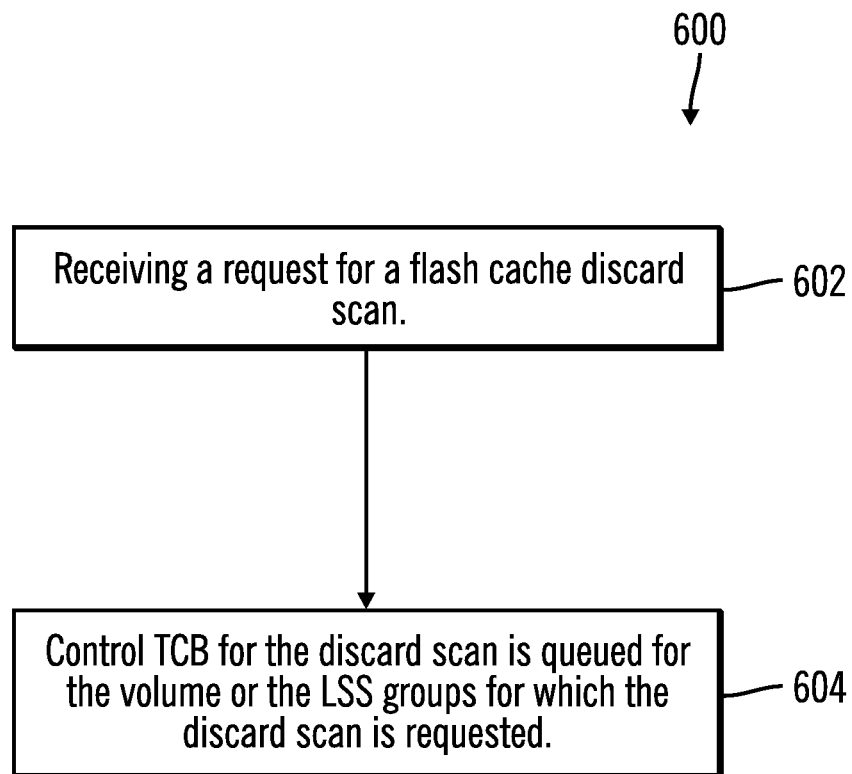 600
Receiving a request for a flash cache discard
scan.
602
Control TCB for the discard scan is queued for
the volume or the LSS groups for which the
discard scan is requested.
604